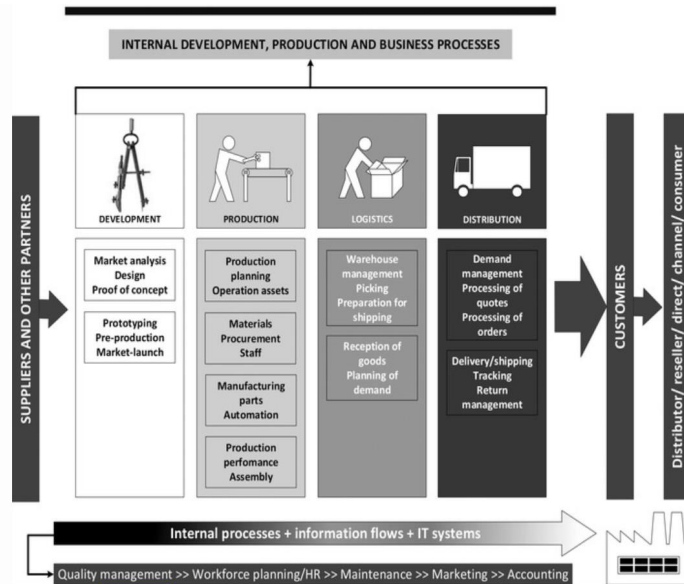 INTERNAL DEVELOPMENT, PRODUCTION AND BUSINESS PROCESSES
SUPPLIERS AND OTHER PARTNERS
DEVELOPMENT
Market analysis
Design
Proof of concept
Prototyping
Pre-production
Market-launch
PRODUCTION
Production
planning
Operation assets
Materials
Procurement
Staff
Manufacturing
parts
Automation
Production
perfomance
Assembly
LOGISTICS
Warehouse
management
Picking
Preparation for
shipping
Reception of
goods
Planning of
demand
DISTRIBUTION
Demand
management
Processing of
quotes
Processing of
orders
Delivery/shipping
Tracking
Return
management
CUSTOMERS
Distributor/ reseller/ direct/ channel/ consumer
Internal processes + information flows + IT systems
Quality management >> Workforce planning/HR >> Maintenance >> Marketing >> Accounting